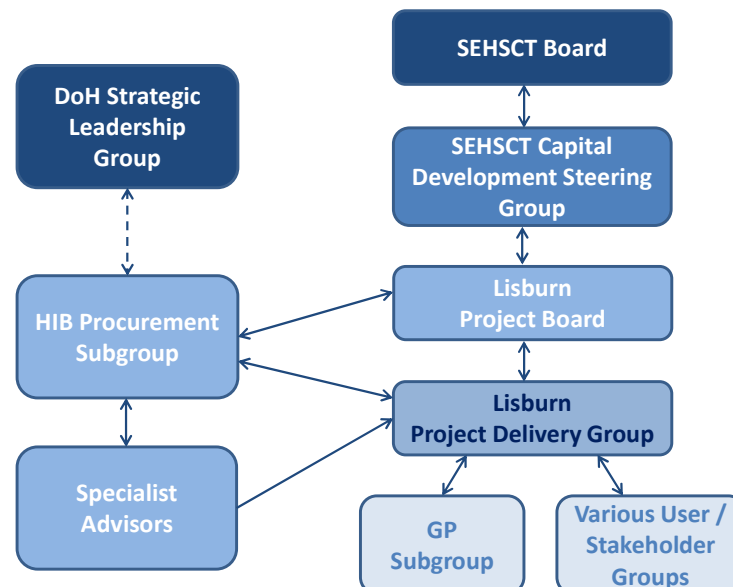 SEHSCT Board
DoH Strategic
Leadership
Group
SEHSCT Capital
Development Steering
Group
HIB Procurement
Subgroup
Lisburn
Project Board
Lisburn
Project Delivery Group
Specialist
Advisors
GP
Subgroup
Various User /
Stakeholder
Groups